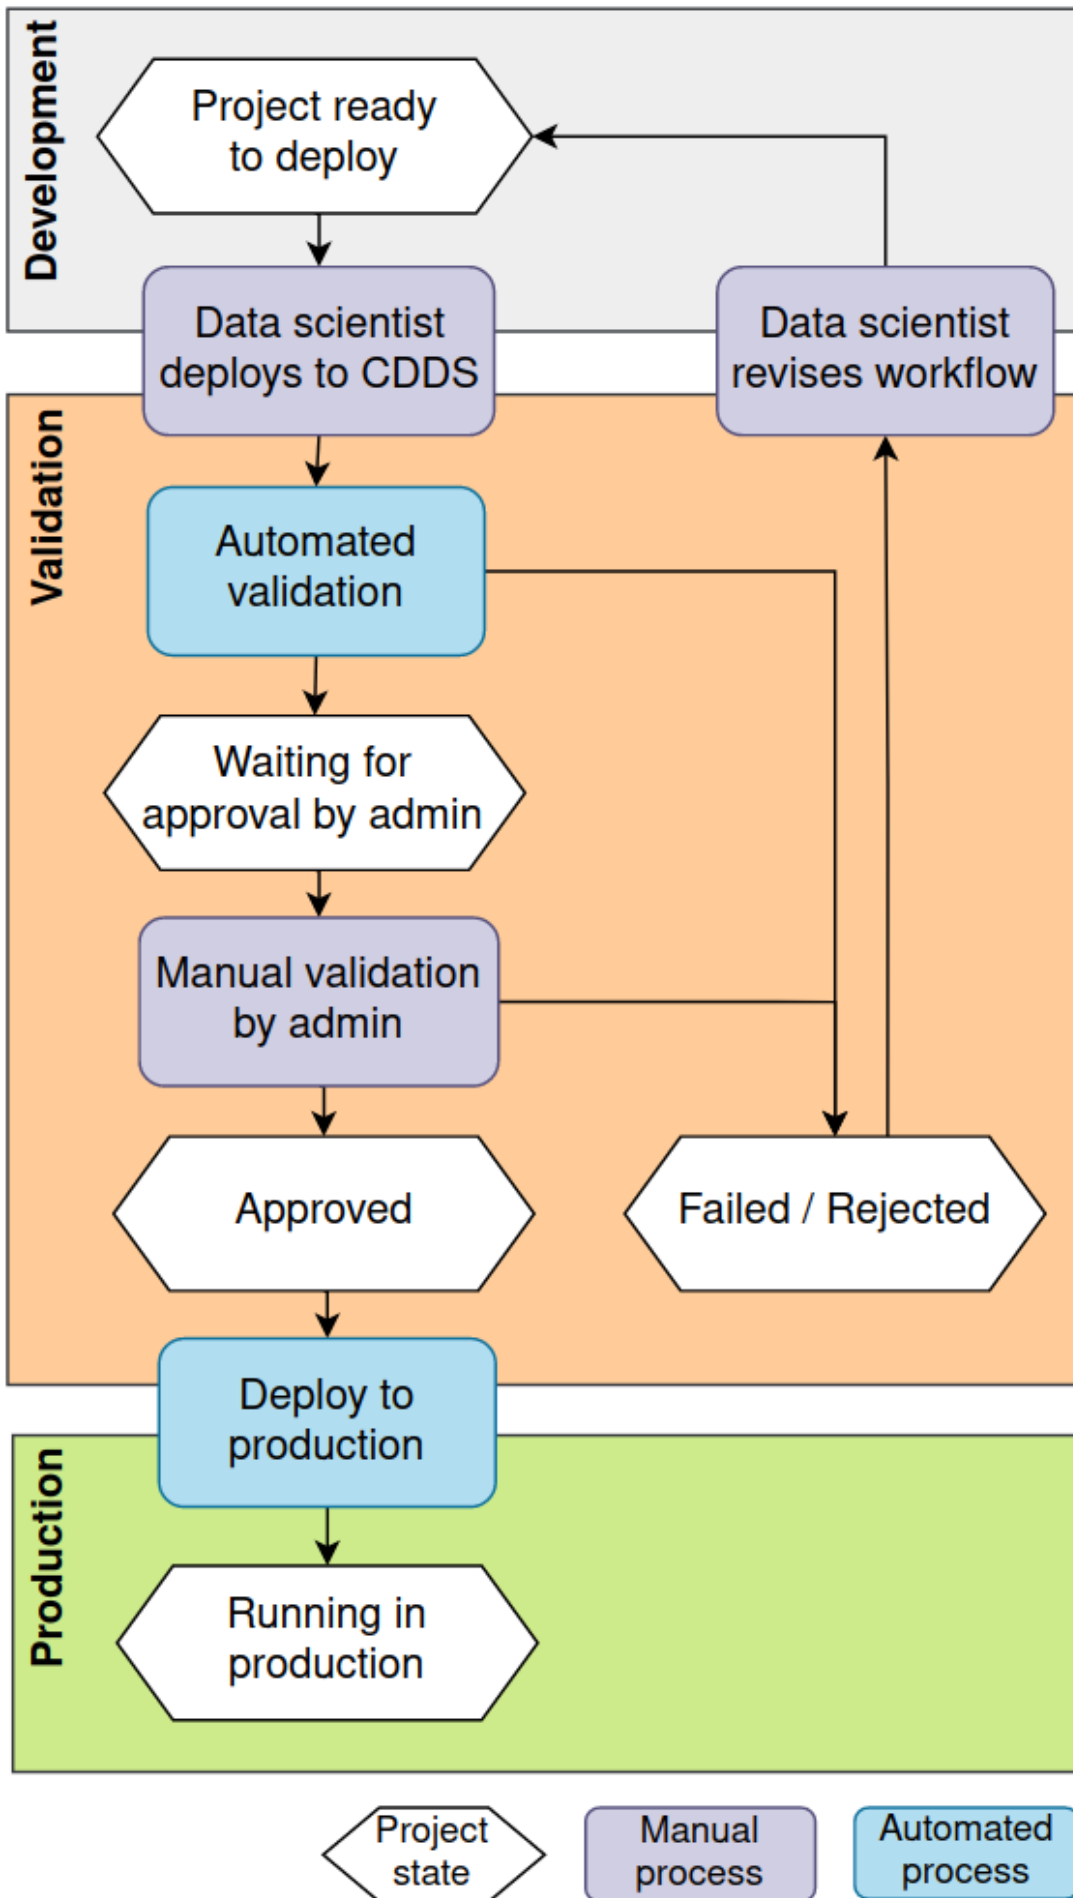 Development
Project ready
to deploy
Data scientist
deploys to CDDS
Data scientist
revises workflow
Validation
Automated
validation
Waiting for
approval by admin
Manual validation
by admin
Approved
Failed / Rejected
Deploy to
production
Production
Running in
production
Project
state
Manual
process
Automated
process